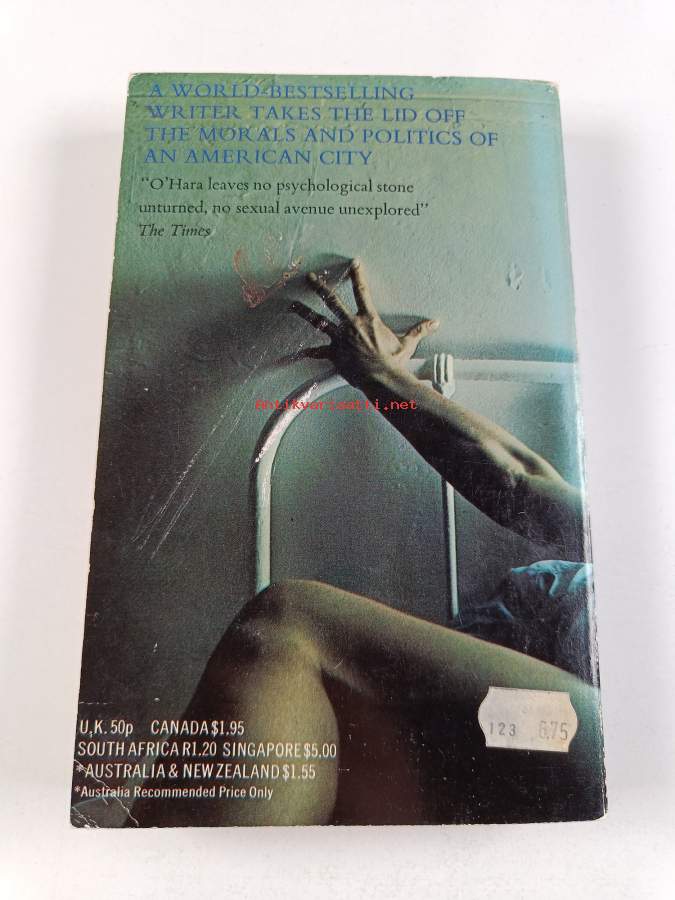 A WORLD-BESTSELLING
WRITER TAKES THE LID OFF
THE MORALS AND POLITICS OF
AN AMERICAN CITY
"O'Hara leaves no psychological stone
unturned, no sexual avenue unexplored"
The Times
Antikvariaatti.net
U.K. 50p CANADA $1.95
SOUTH AFRICA R1.20 SINGAPORE $5.00
*AUSTRALIA & NEW ZEALAND $1.55
*Australia Recommended Price Only
123 6,75